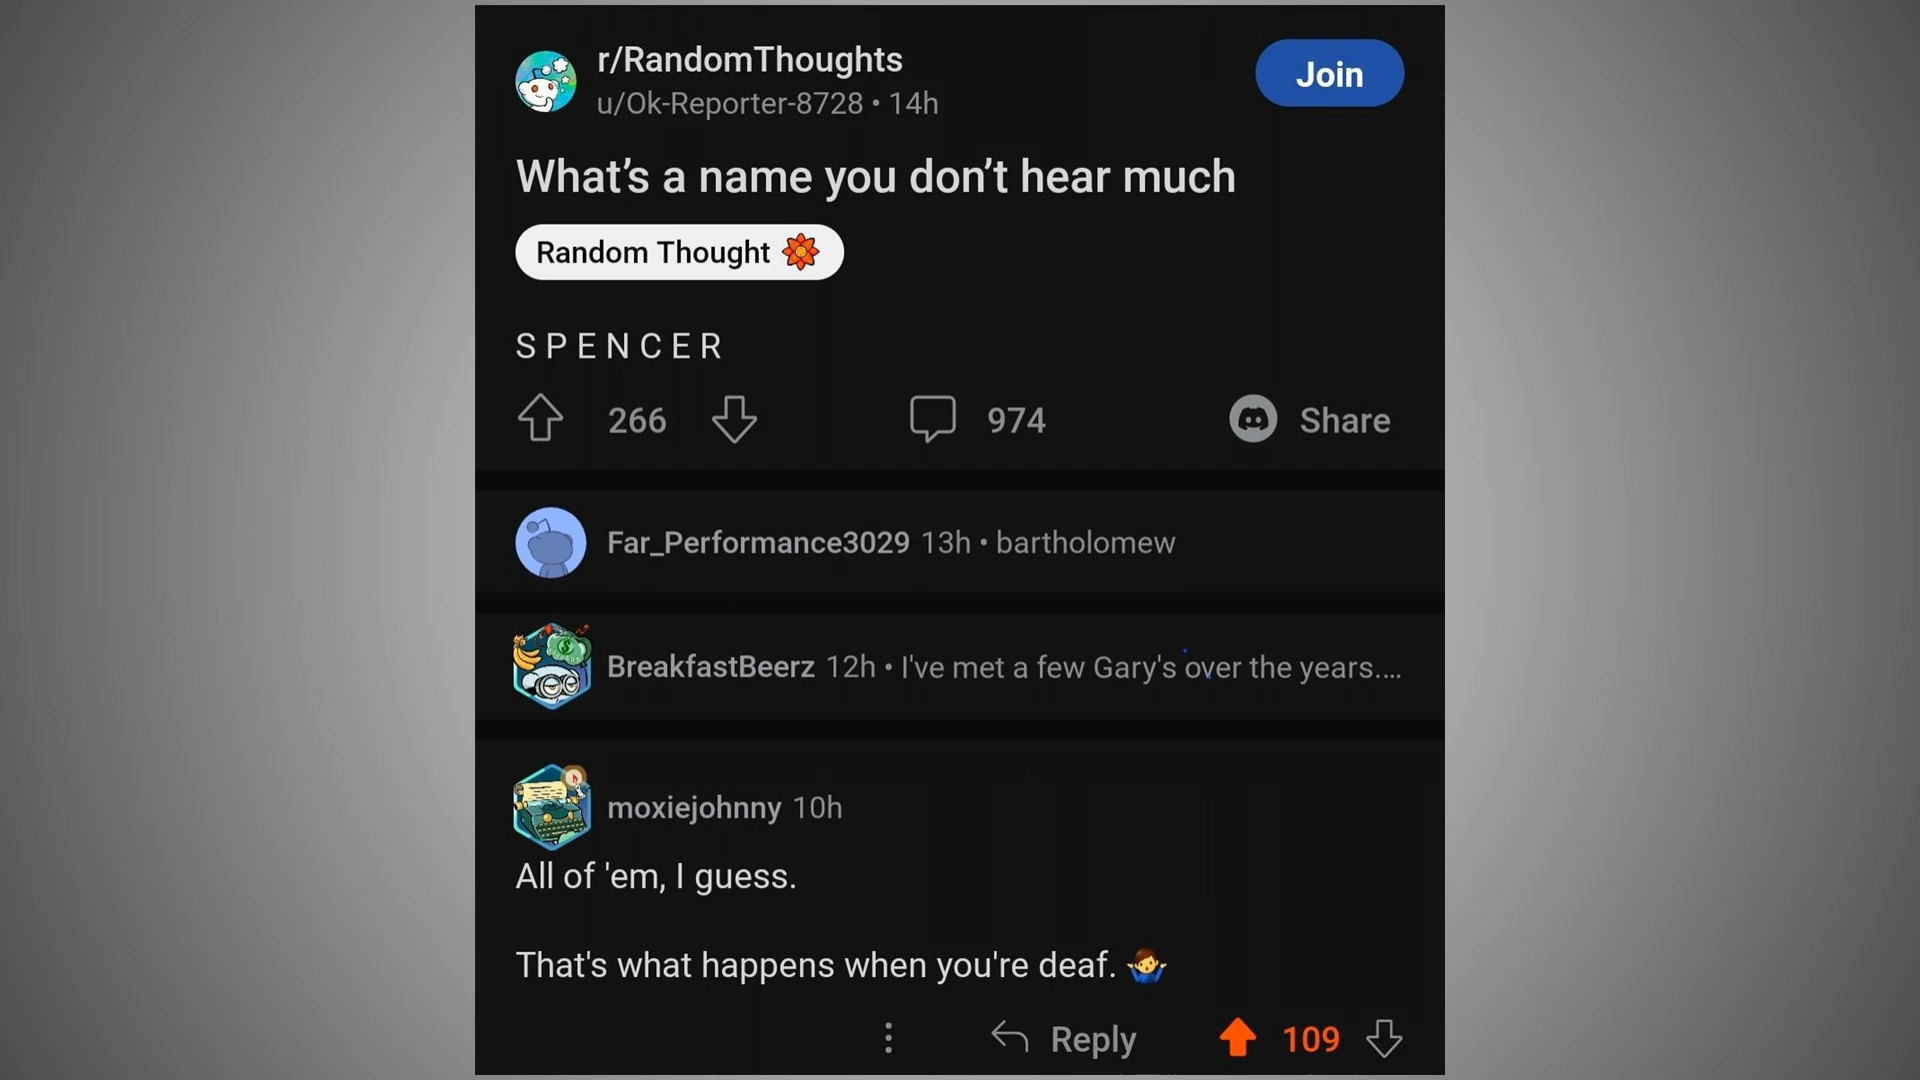 r/RandomThoughts
u/Ok-Reporter-8728 • 14h
Join
What’s a name you don’t hear much
Random Thought
SPENCER
266
974
Share
Far_Performance3029 13h • bartholomew
BreakfastBeerz 12h • I've met a few Gary's over the years....
moxiejohnny 10h
All of 'em, I guess.
That's what happens when you're deaf. 🤷‍♂️
Reply
109